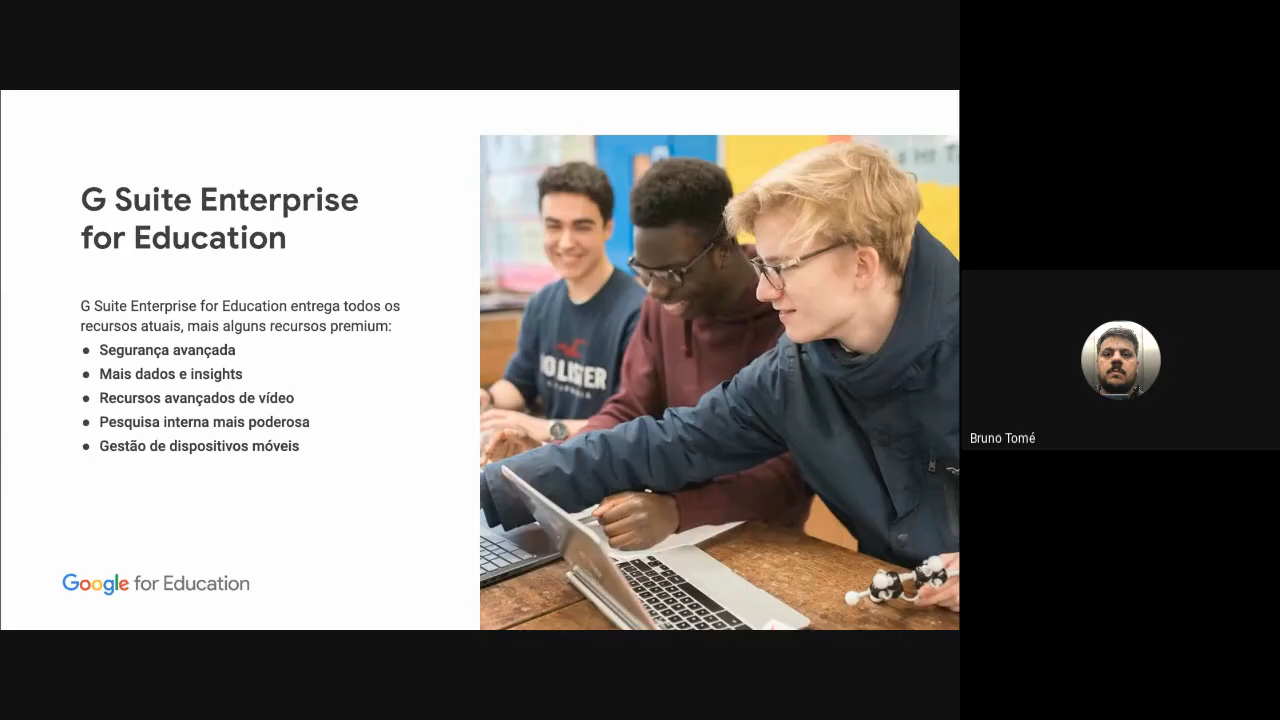 G Suite Enterprise
for Education
G Suite Enterprise for Education entrega todos os
recursos atuais, mais alguns recursos premium:
● Segurança avançada
● Mais dados e insights
● Recursos avançados de vídeo
● Pesquisa interna mais poderosa
● Gestão de dispositivos móveis
Google for Education
Bruno Tomé